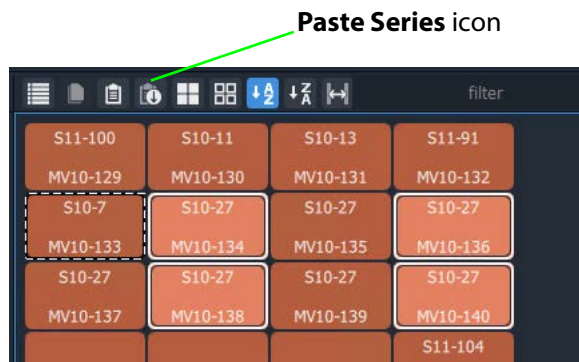 Paste Series icon
A Z Z A filter
S11-100 S10-11 S10-13 S11-91
MV10-129 MV10-130 MV10-131 MV10-132
S10-7 S10-27 S10-27 S10-27
MV10-133 MV10-134 MV10-135 MV10-136
S10-27 S10-27 S10-27 S10-27
MV10-137 MV10-138 MV10-139 MV10-140
S11-104